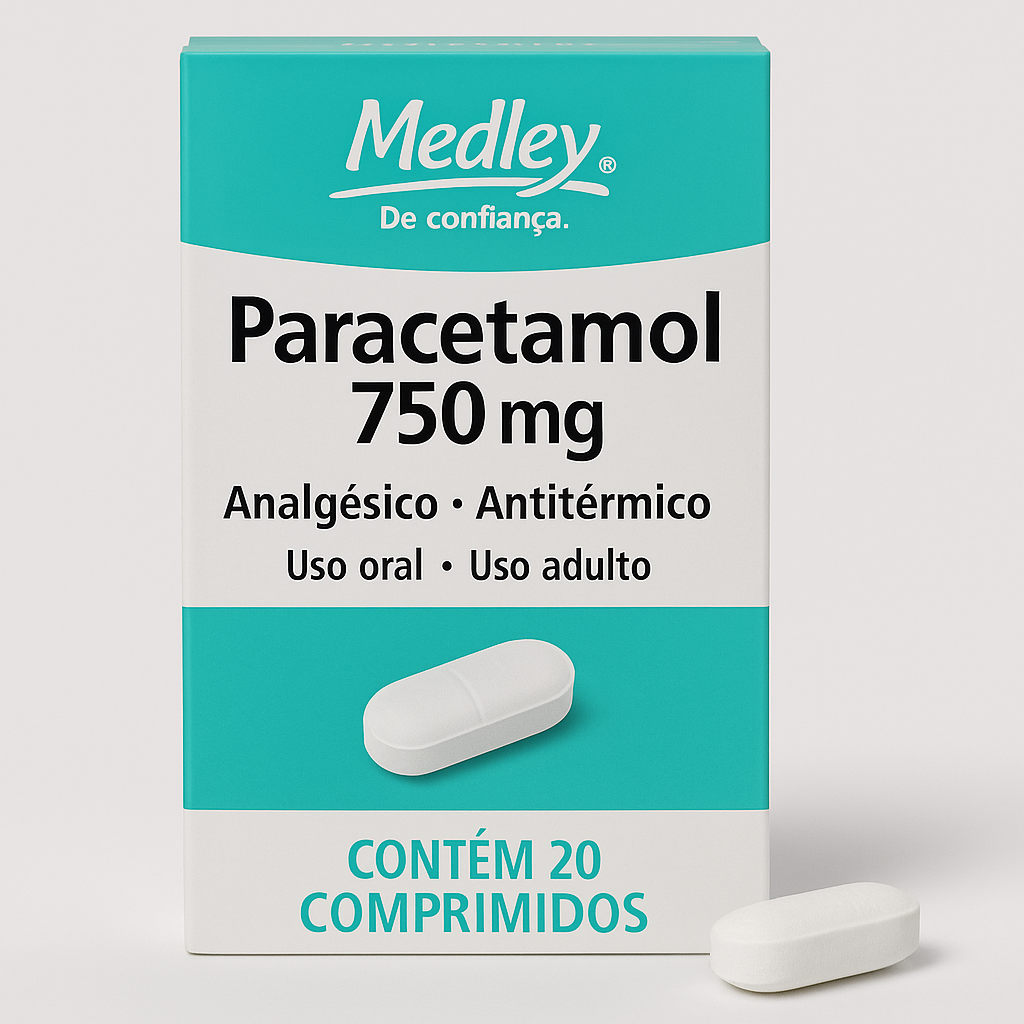 Medley®
De confiança.
Paracetamol
750 mg
Analgésico • Antitérmico
Uso oral • Uso adulto
CONTÉM 20
COMPRIMIDOS